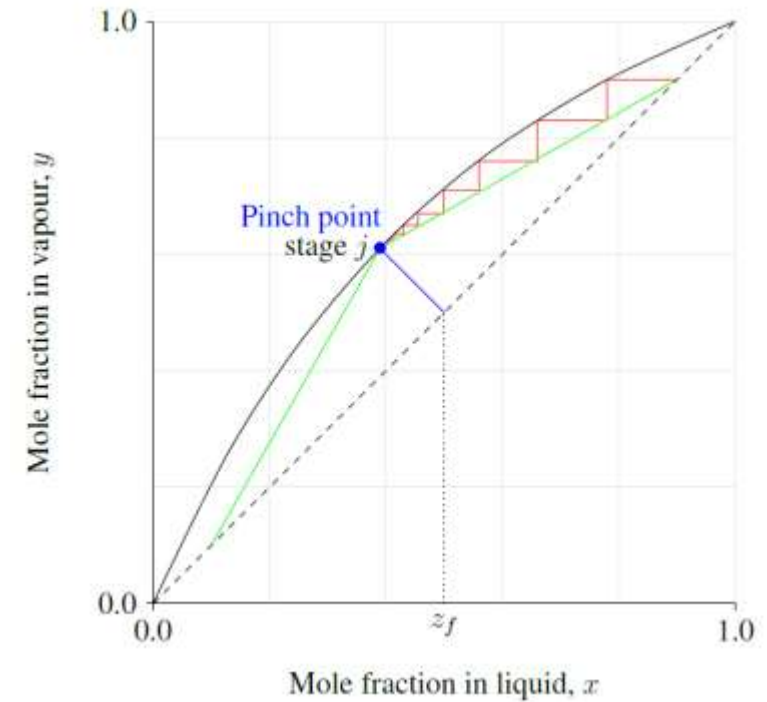 1.0
Mole fraction in vapour, y
Pinch point
stage j
0.0
0.0
z_f
1.0
Mole fraction in liquid, x